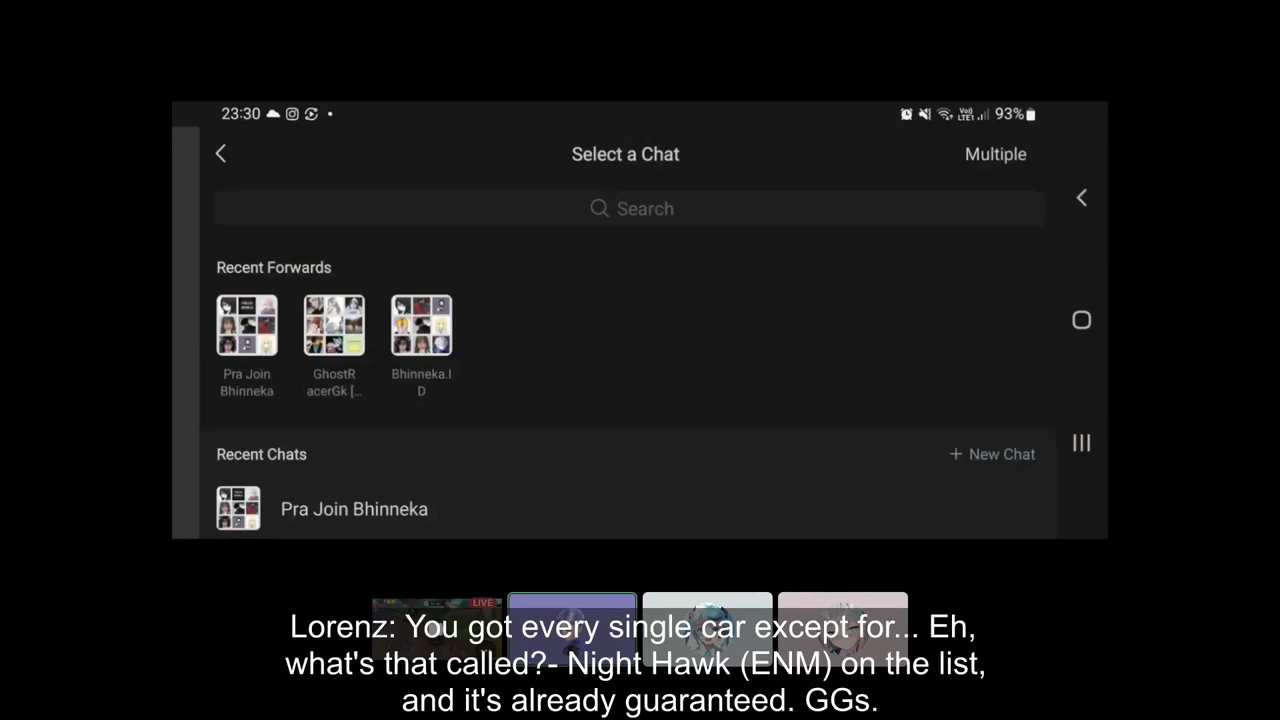 23:30
Vo)) LTE1 93%
Select a Chat
Multiple
Search
Recent Forwards
Pra Join
Bhinneka
GhostR
acerGk [...
Bhinneka.I
D
Recent Chats
+ New Chat
Pra Join Bhinneka
LIVE
Lorenz: You got every single car except for... Eh,
what's that called?- Night Hawk (ENM) on the list,
and it's already guaranteed. GGs.